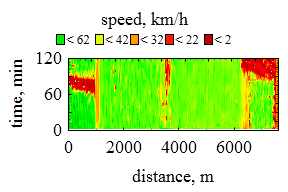 speed, km/h
< 62 < 42 < 32 < 22 < 2
time, min
120
60
0
0 2000 4000 6000
distance, m